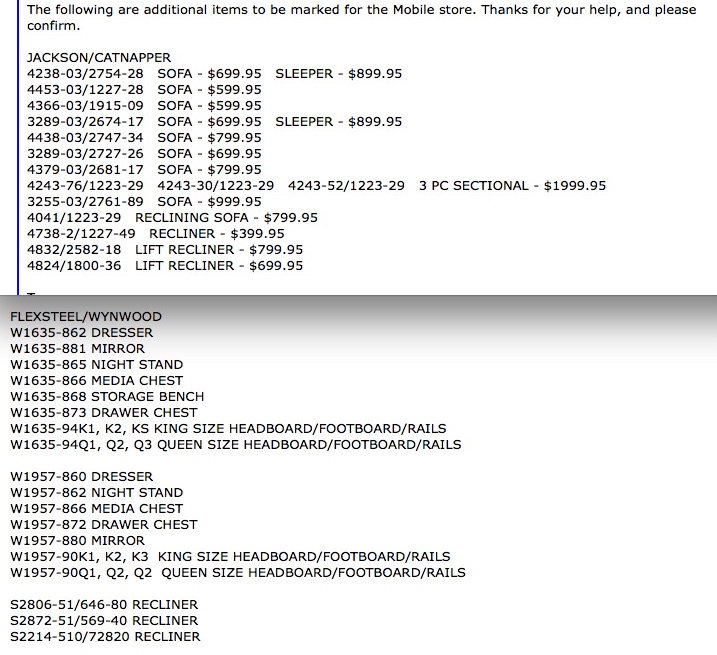 The following are additional items to be marked for the Mobile store. Thanks for your help, and please
confirm.
JACKSON/CATNAPPER
4238-03/2754-28 SOFA - $699.95 SLEEPER - $899.95
4453-03/1227-28 SOFA - $599.95
4366-03/1915-09 SOFA - $599.95
3289-03/2674-17 SOFA - $699.95 SLEEPER - $899.95
4438-03/2747-34 SOFA - $799.95
3289-03/2727-26 SOFA - $699.95
4379-03/2681-17 SOFA - $799.95
4243-76/1223-29 4243-30/1223-29 4243-52/1223-29 3 PC SECTIONAL - $1999.95
3255-03/2761-89 SOFA - $999.95
4041/1223-29 RECLINING SOFA - $799.95
4738-2/1227-49 RECLINER - $399.95
4832/2582-18 LIFT RECLINER - $799.95
4824/1800-36 LIFT RECLINER - $699.95
FLEXSTEEL/WYNWOOD
W1635-862 DRESSER
W1635-881 MIRROR
W1635-865 NIGHT STAND
W1635-866 MEDIA CHEST
W1635-868 STORAGE BENCH
W1635-873 DRAWER CHEST
W1635-94K1, K2, KS KING SIZE HEADBOARD/FOOTBOARD/RAILS
W1635-94Q1, Q2, Q3 QUEEN SIZE HEADBOARD/FOOTBOARD/RAILS
W1957-860 DRESSER
W1957-862 NIGHT STAND
W1957-866 MEDIA CHEST
W1957-872 DRAWER CHEST
W1957-880 MIRROR
W1957-90K1, K2, K3 KING SIZE HEADBOARD/FOOTBOARD/RAILS
W1957-90Q1, Q2, Q2 QUEEN SIZE HEADBOARD/FOOTBOARD/RAILS
S2806-51/646-80 RECLINER
S2872-51/569-40 RECLINER
S2214-510/72820 RECLINER